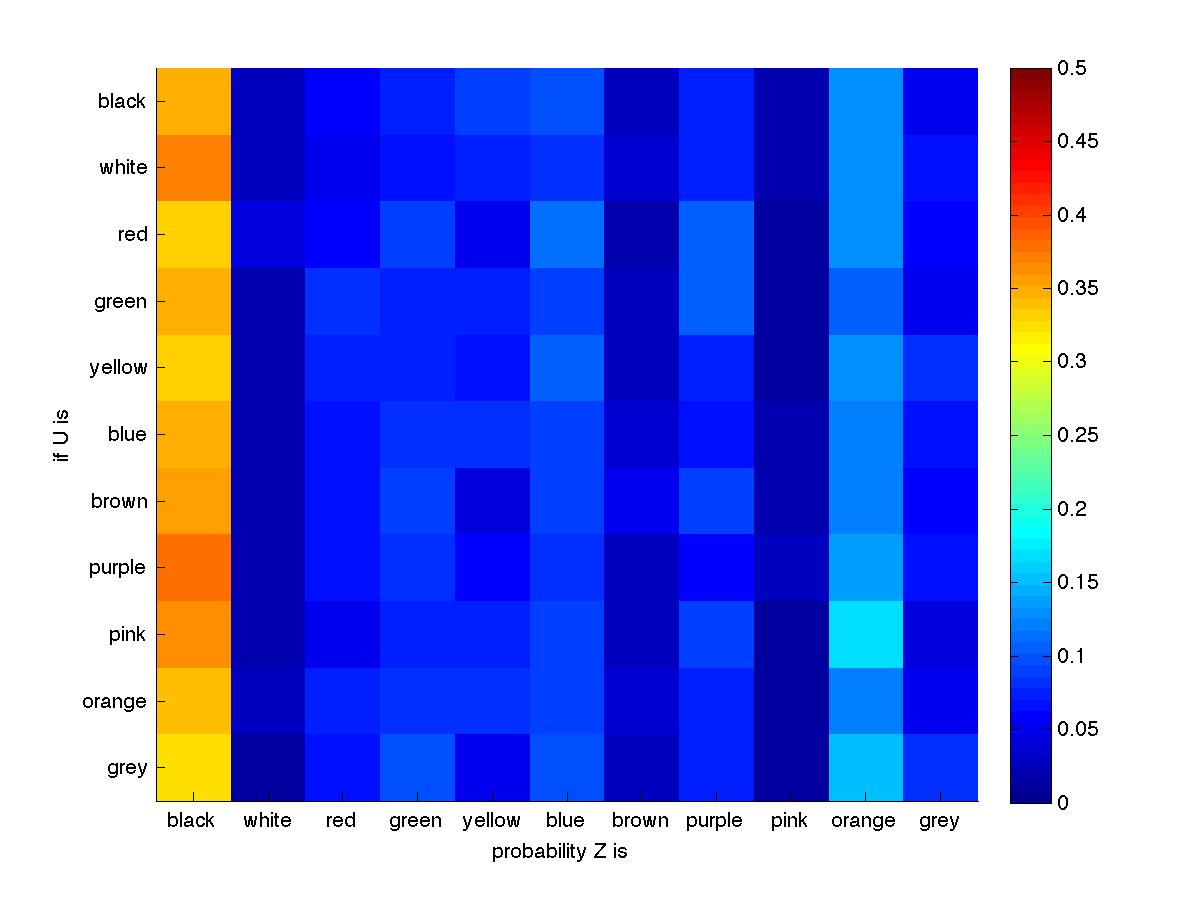 0.5
black
0.45
white
0.4
red
0.35
green
0.3
yellow
0.25
if U is
blue
0.2
brown
0.15
purple
0.1
pink
0.05
orange
grey
0
black white red green yellow blue brown purple pink orange grey
probability Z is